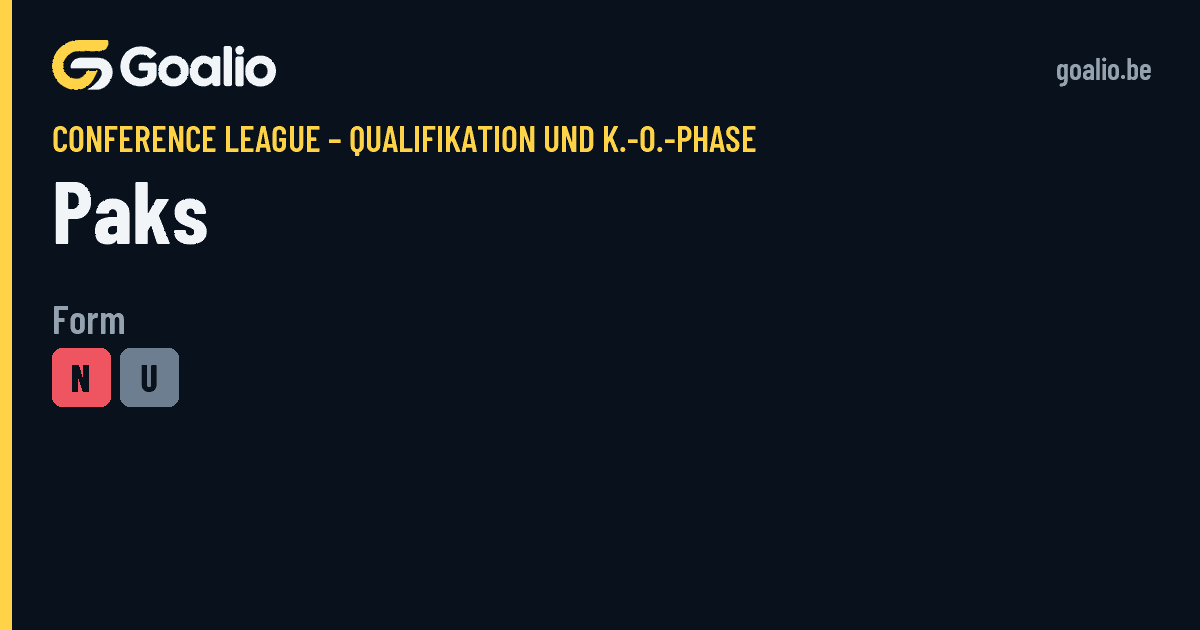 Goalio
goalio.be
CONFERENCE LEAGUE – QUALIFIKATION UND K.-O.-PHASE
Paks
Form
N U